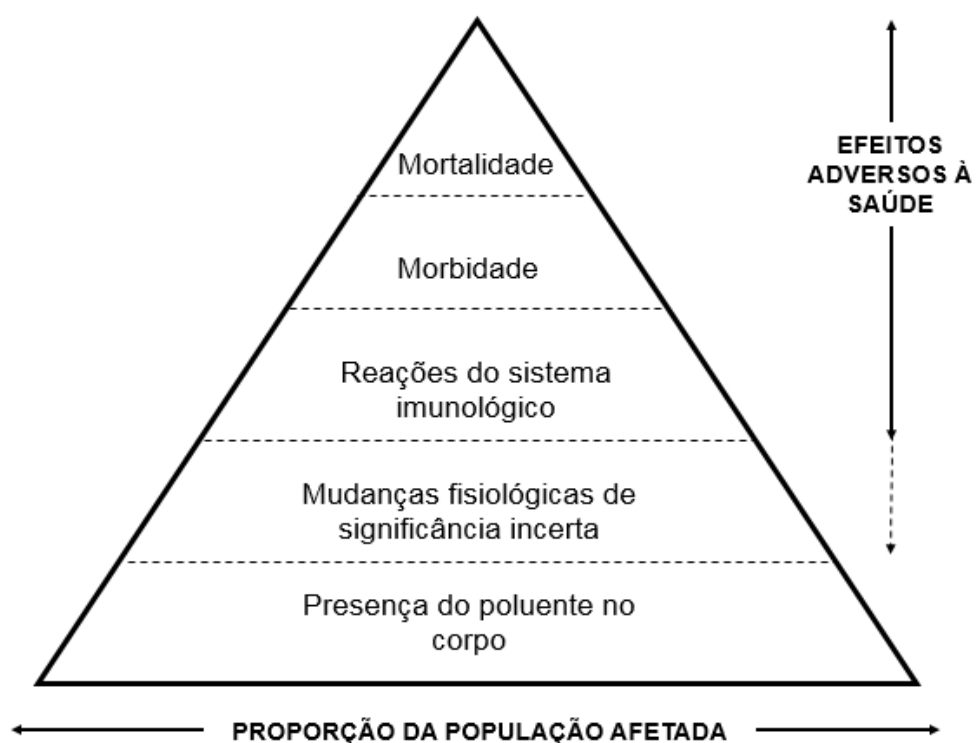 Mortalidade
EFEITOS
ADVERSOS À
SAÚDE
Morbidade
Reações do sistema
imunológico
Mudanças fisiológicas de
significância incerta
Presença do poluente no
corpo
PROPORÇÃO DA POPULAÇÃO AFETADA